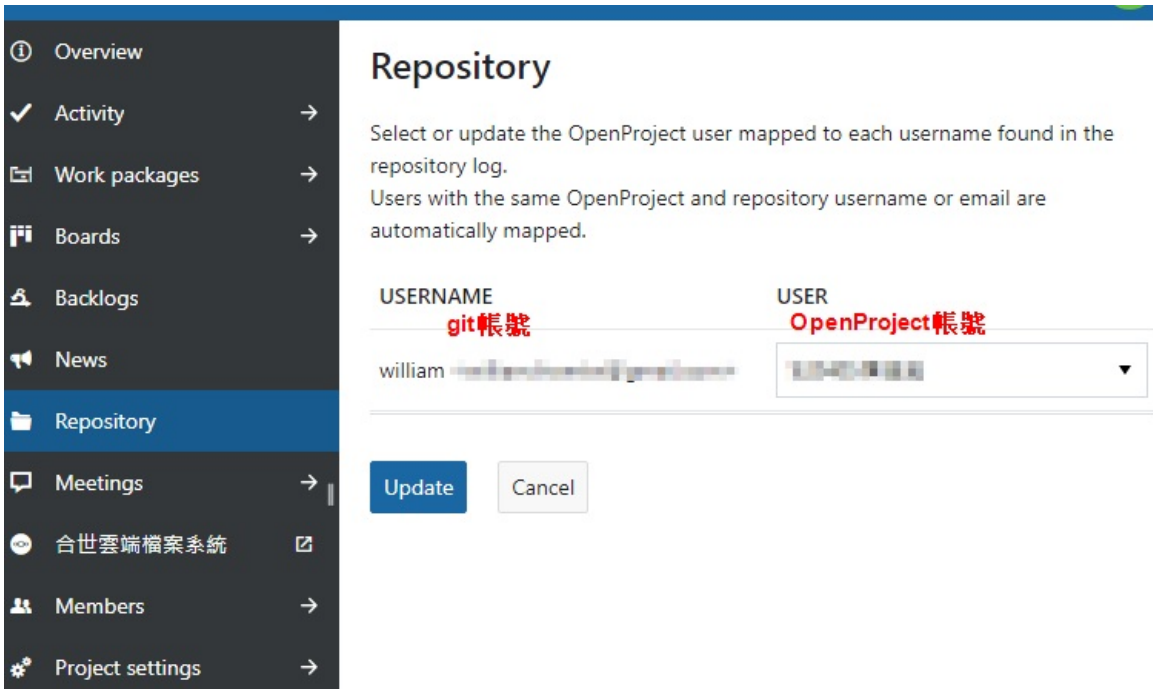 Overview
Activity
Work packages
Boards
Backlogs
News
Repository
Meetings
合世雲端檔案系統
Members
Project settings
Repository
Select or update the OpenProject user mapped to each username found in the
repository log.
Users with the same OpenProject and repository username or email are
automatically mapped.
USERNAME USER
git帳號 OpenProject帳號
william
Update Cancel